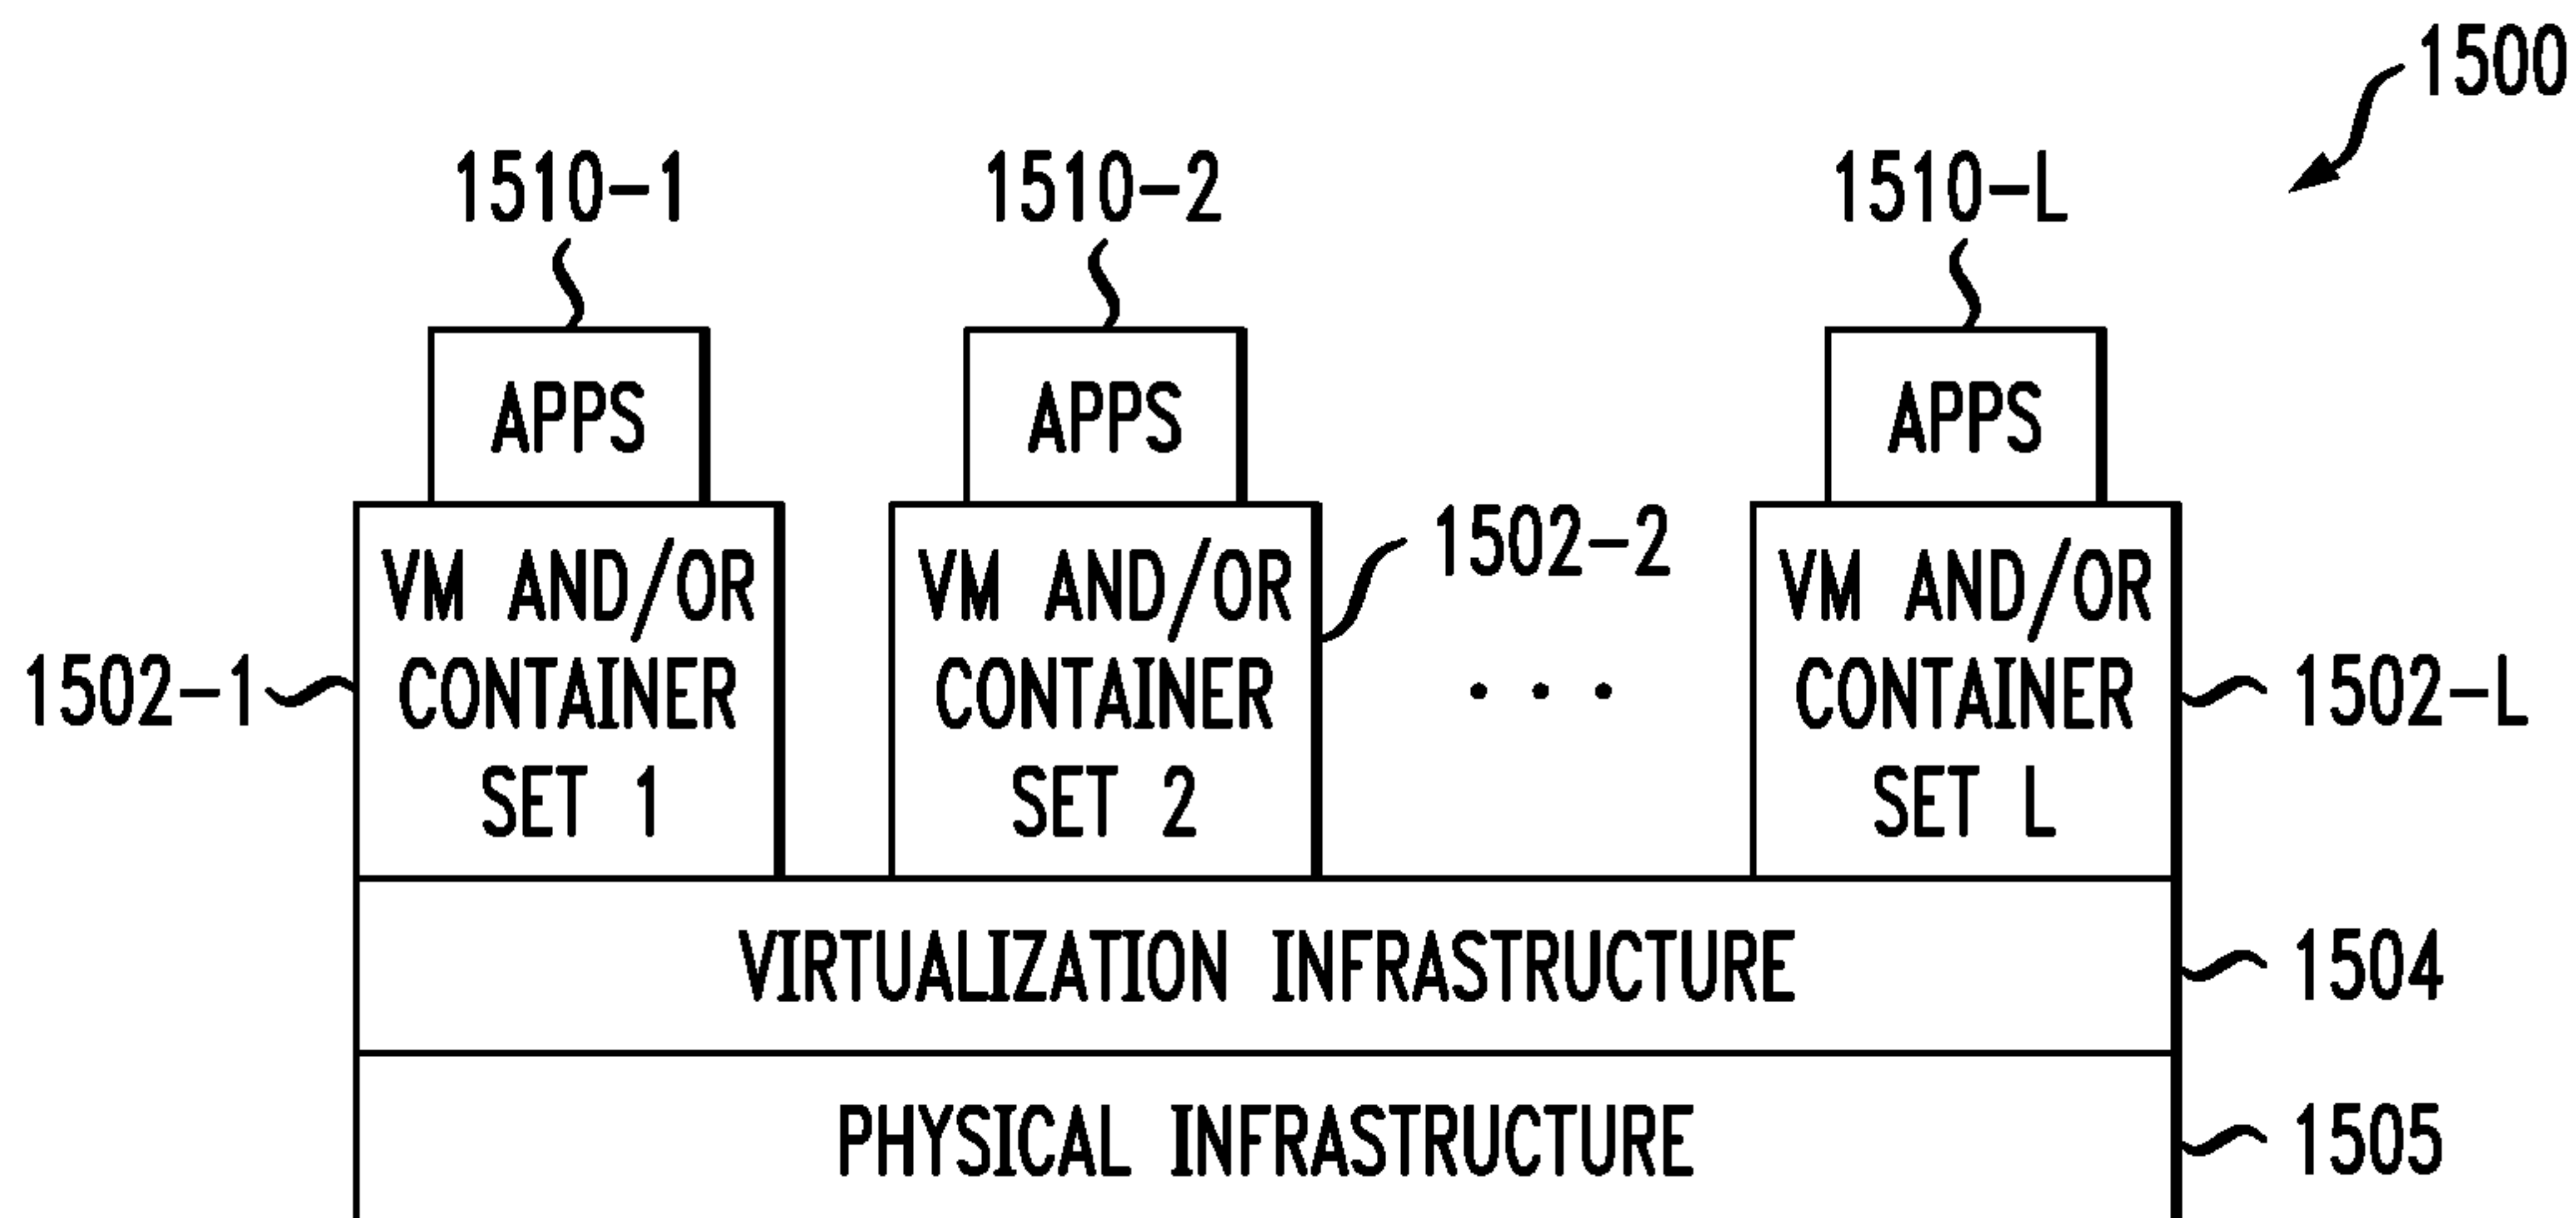 1500
1510-1
1510-2
1510-L
APPS
APPS
APPS
1502-1
VM AND/OR
CONTAINER
SET 1
VM AND/OR
CONTAINER
SET 2
1502-2
. . .
VM AND/OR
CONTAINER
SET L
1502-L
VIRTUALIZATION INFRASTRUCTURE
1504
PHYSICAL INFRASTRUCTURE
1505